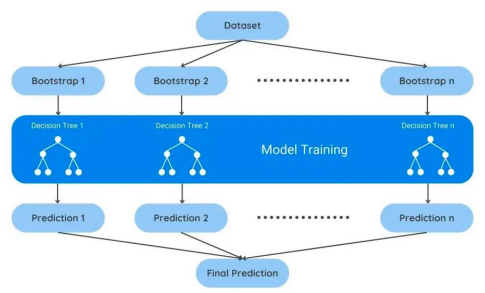 Dataset
Bootstrap 1
Bootstrap 2
Bootstrap n
Decision Tree 1
Decision Tree 2
Decision Tree n
Model Training
Prediction 1
Prediction 2
Prediction n
Final Prediction